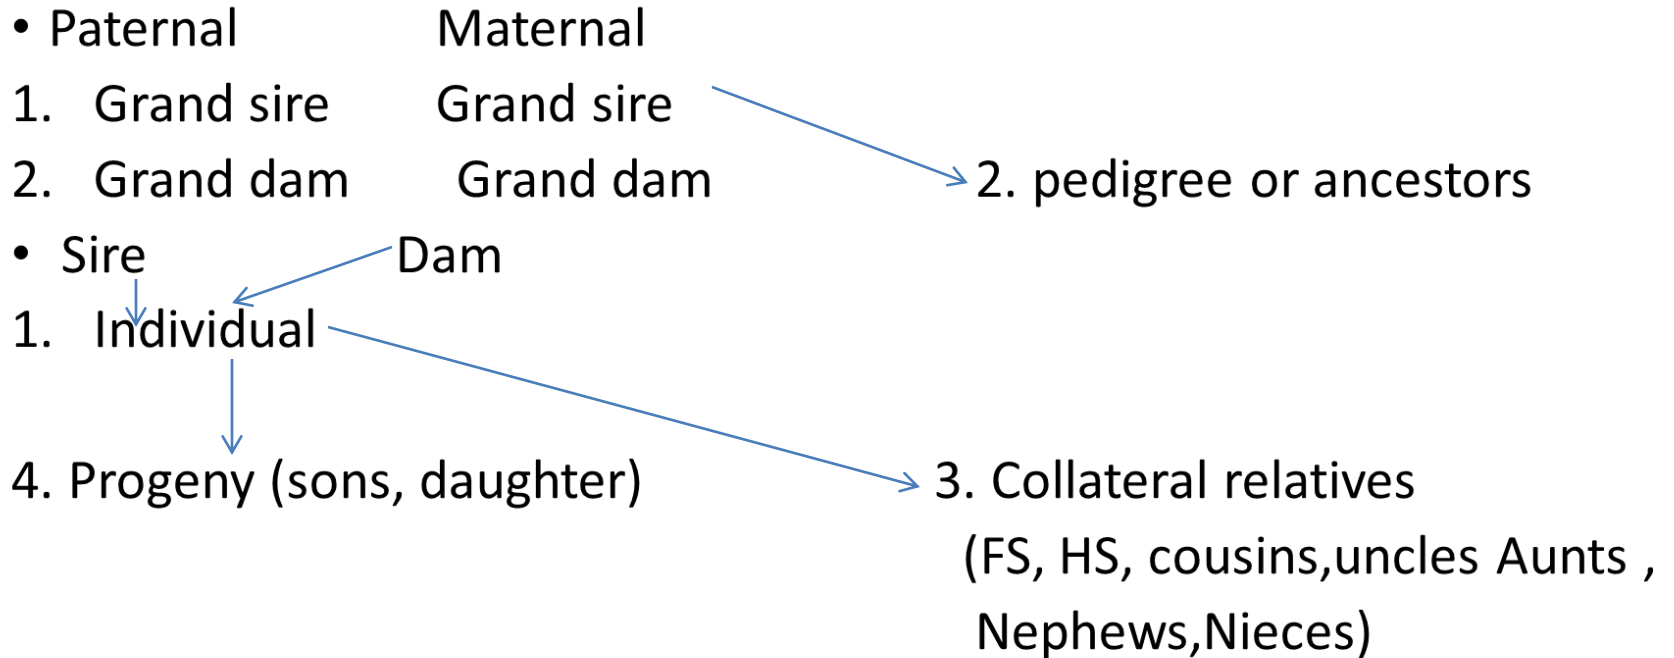 • Paternal Maternal
1. Grand sire Grand sire
2. Grand dam Grand dam 2. pedigree or ancestors
• Sire Dam
1. Individual
4. Progeny (sons, daughter) 3. Collateral relatives
(FS, HS, cousins,uncles Aunts ,
Nephews,Nieces)